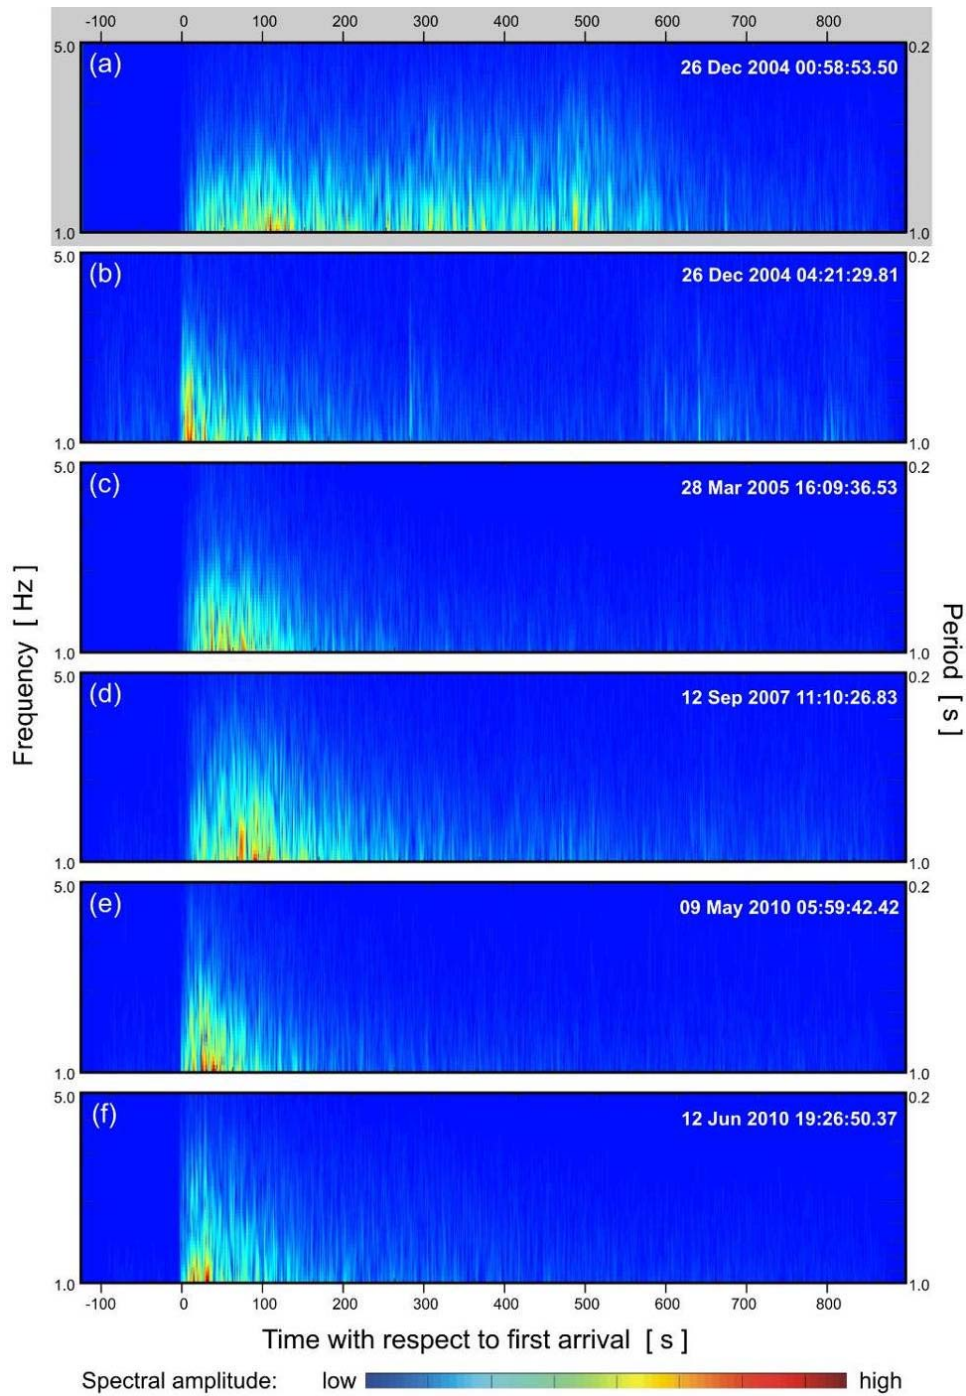 -100 0 100 200 300 400 500 600 700 800
5.0 (a) 26 Dec 2004 00:58:53.50 0.2
1.0 1.0
5.0 (b) 26 Dec 2004 04:21:29.81 0.2
1.0 1.0
5.0 (c) 28 Mar 2005 16:09:36.53 0.2
1.0 1.0
5.0 (d) 12 Sep 2007 11:10:26.83 0.2
1.0 1.0
5.0 (e) 09 May 2010 05:59:42.42 0.2
1.0 1.0
5.0 (f) 12 Jun 2010 19:26:50.37 0.2
1.0 1.0
Frequency [ Hz ]
Period [ s ]
-100 0 100 200 300 400 500 600 700 800
Time with respect to first arrival [ s ]
Spectral amplitude: low high